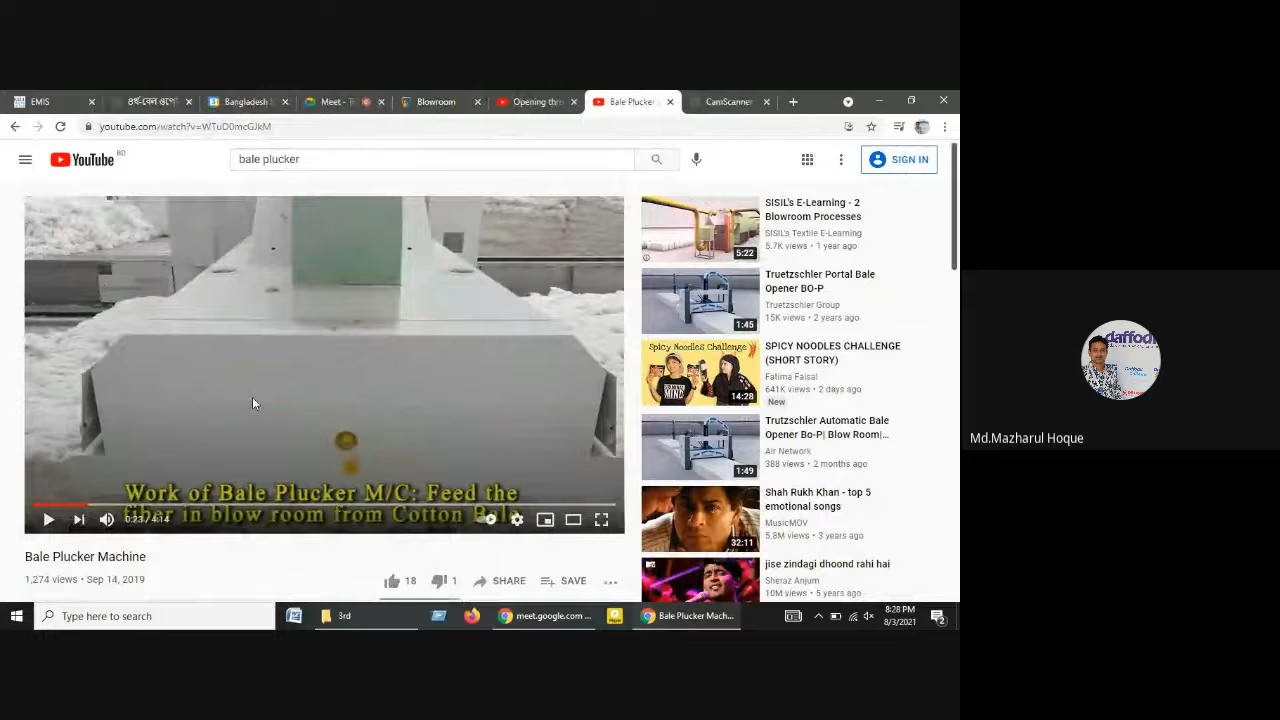 EMIS
৪র্থ-বেল ওপে
Bangladesh
Meet - T
Blowroom
Opening thr
Bale Plucker
CamScanner
youtube.com/watch?v=WTuD0mcGJkM
YouTube BD
bale plucker
SIGN IN
Work of Bale Plucker M/C: Feed the
fiber in blow room from Cotton Bale
0:23 / 4:14
Bale Plucker Machine
1,274 views • Sep 14, 2019
18
1
SHARE
SAVE
SISIL's E-Learning - 2
Blowroom Processes
SISIL's Textile E-Learning
5.7K views • 1 year ago
5:22
Truetzschler Portal Bale
Opener BO-P
Truetzschler Group
15K views • 2 years ago
1:45
Spicy Noodles Challenge
SPICY NOODLES CHALLENGE
(SHORT STORY)
Fatima Faisal
641K views • 2 days ago
New
14:28
Trutzschler Automatic Bale
Opener Bo-P| Blow Room|...
Air Network
388 views • 2 months ago
1:49
Shah Rukh Khan - top 5
emotional songs
MusicMOV
5.8M views • 3 years ago
32:11
jise zindagi dhoond rahi hai
Sheraz Anjum
10M views • 5 years ago
daffodi
Md.Mazharul Hoque
Type here to search
3rd
meet.google.com ...
Bale Plucker Mach...
8:28 PM
8/3/2021
2